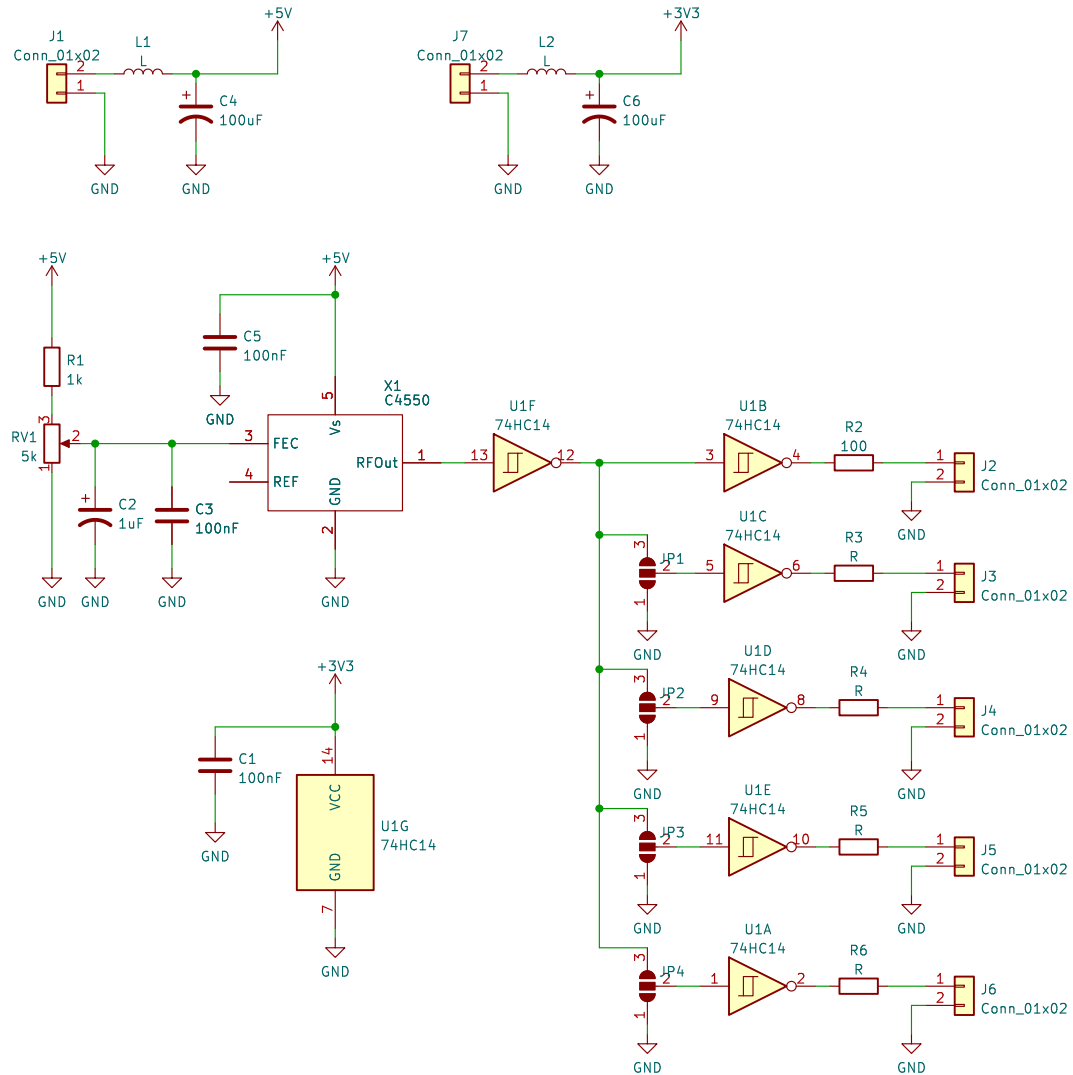 +5V
J1
Conn_01x02
2
1
L1
L
C4
100uF
GND
GND
+3V3
J7
Conn_01x02
2
1
L2
L
C6
100uF
GND
GND
+5V
R1
1k
RV1
5k
3
2
1
C2
1uF
C3
100nF
GND
GND
GND
+5V
C5
100nF
GND
X1
C4550
5
Vs
3
FEC
4
REF
RFOut
1
GND
2
GND
U1F
74HC14
13
12
U1B
74HC14
3
4
R2
100
1
2
J2
Conn_01x02
GND
3
JP1
2
1
GND
U1C
74HC14
5
6
R3
R
1
2
J3
Conn_01x02
GND
3
JP2
2
1
GND
U1D
74HC14
9
8
R4
R
1
2
J4
Conn_01x02
GND
3
JP3
2
1
GND
U1E
74HC14
11
10
R5
R
1
2
J5
Conn_01x02
GND
3
JP4
2
1
GND
U1A
74HC14
1
2
R6
R
1
2
J6
Conn_01x02
GND
+3V3
C1
100nF
GND
14
VCC
U1G
74HC14
GND
7
GND